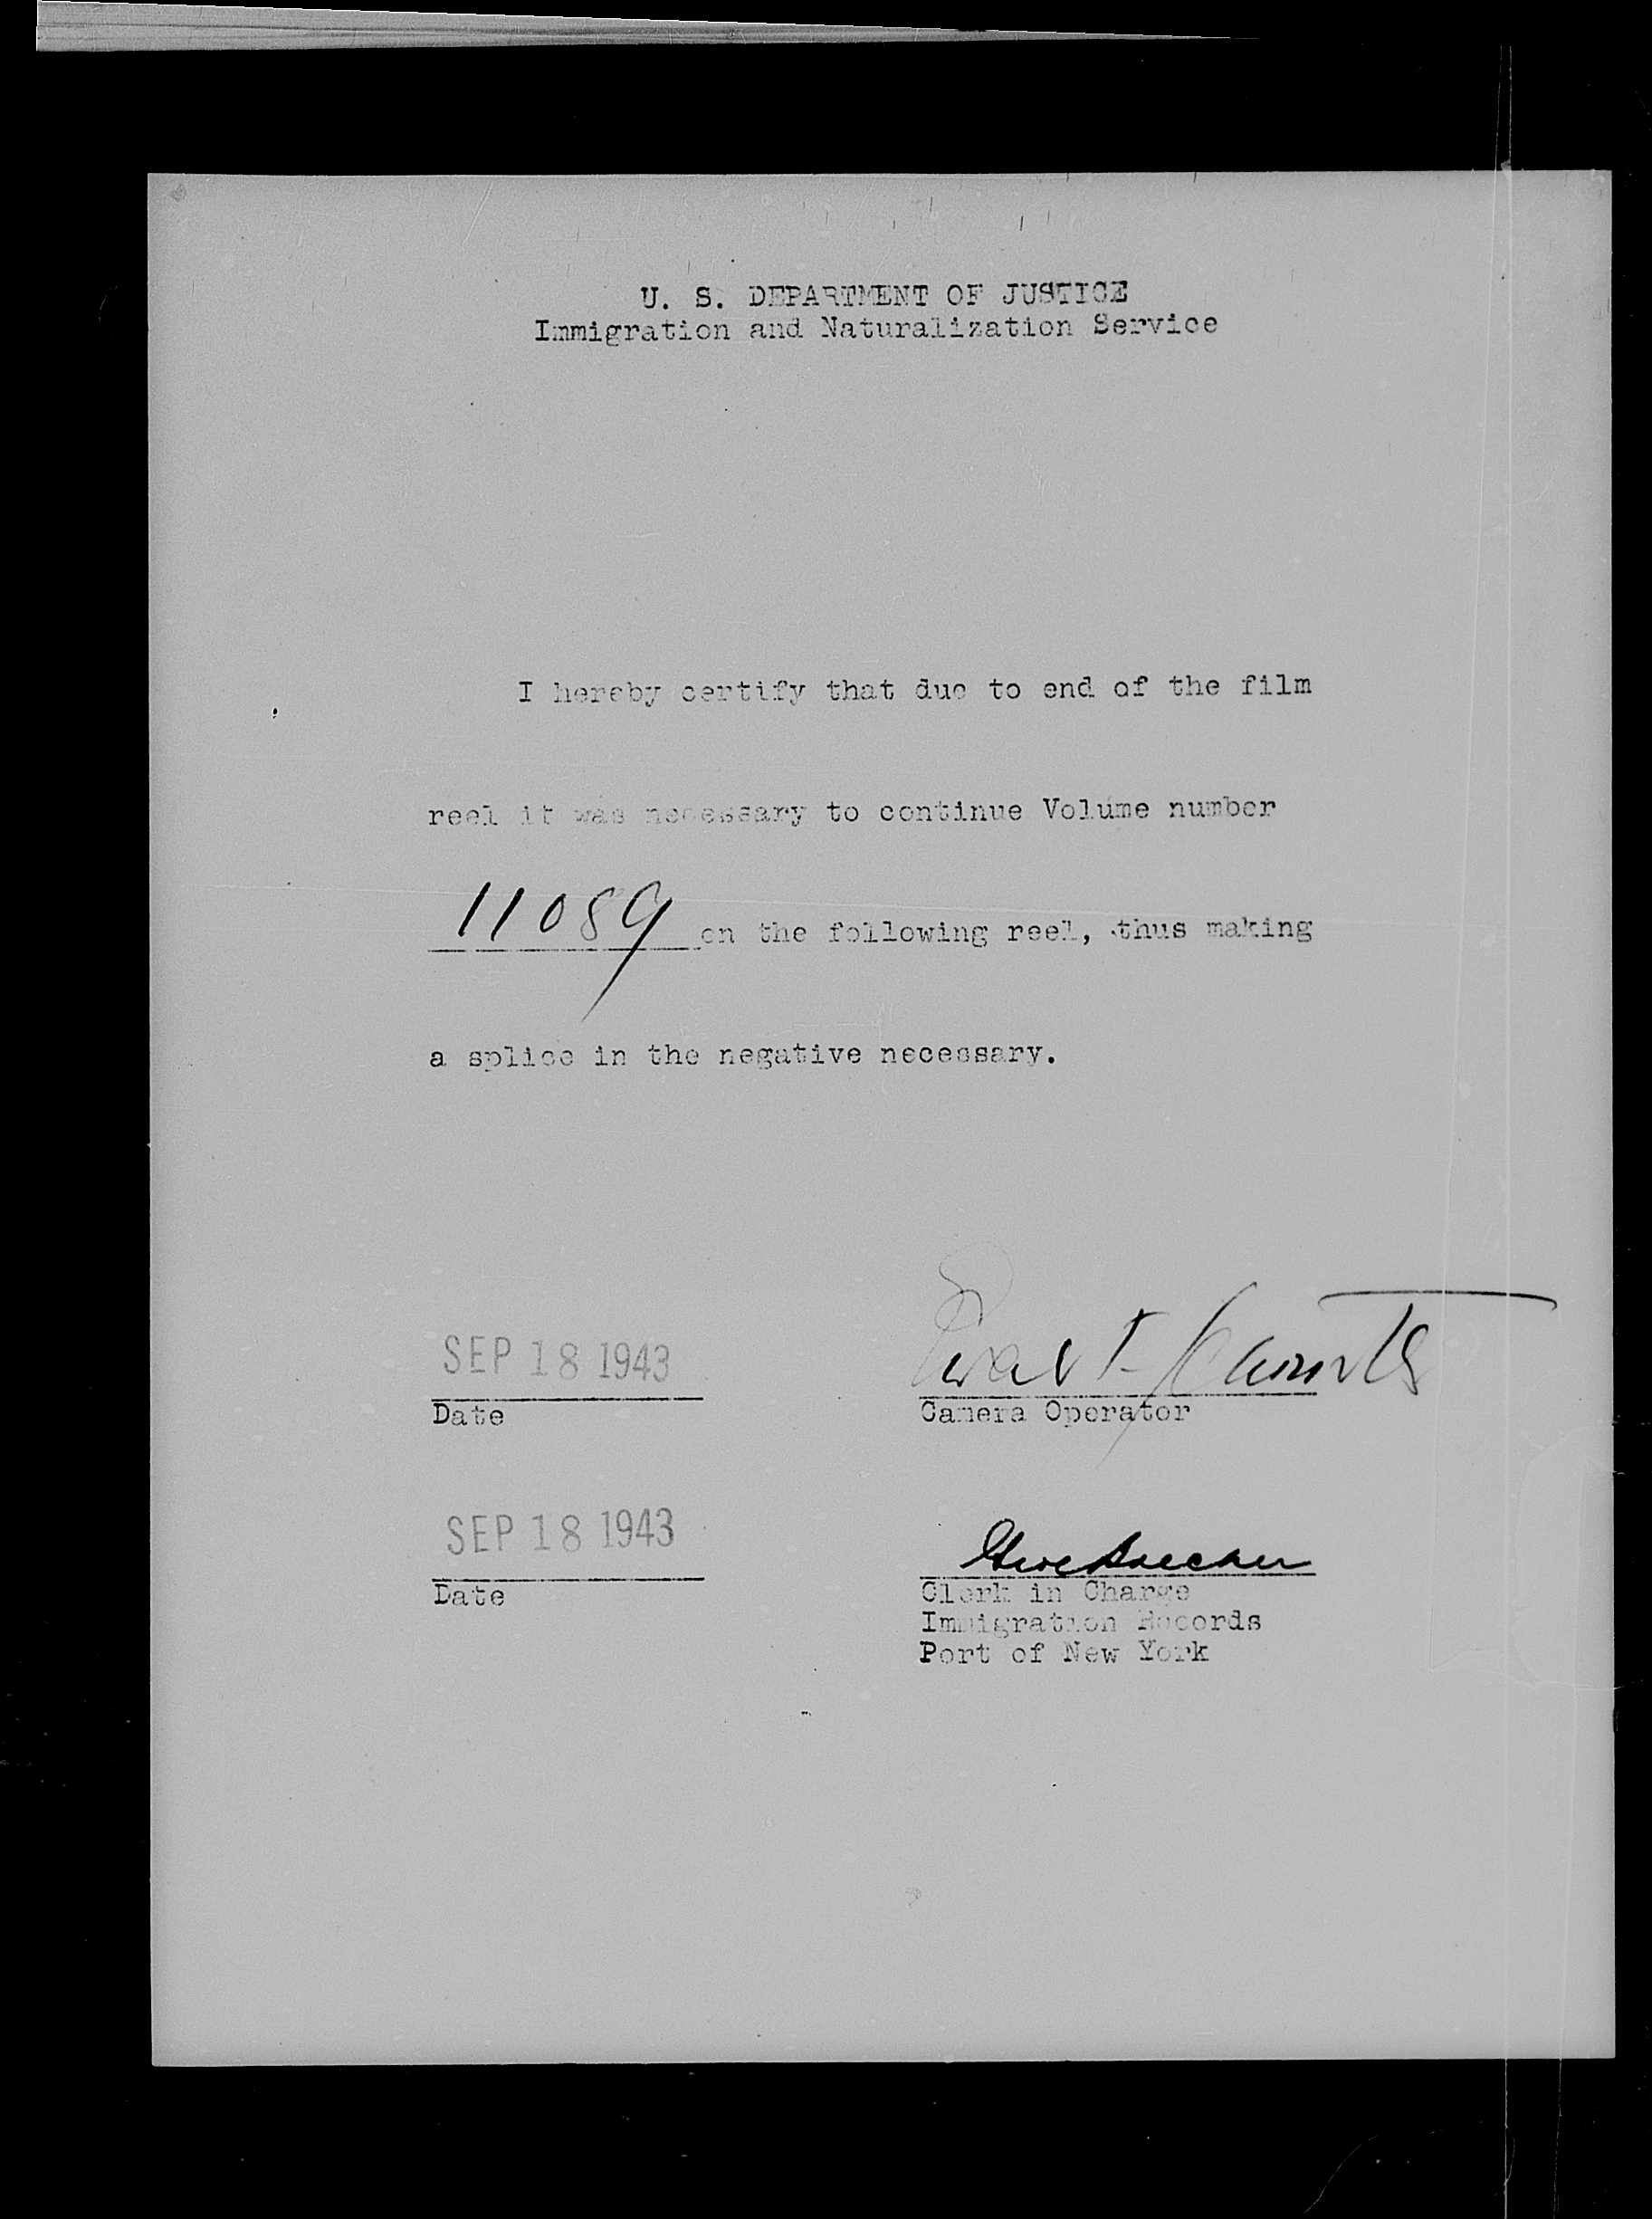 U. S. DEPARTMENT OF JUSTICE
Immigration and Naturalization Service
I hereby certify that due to end of the film
reel it was necessary to continue Volume number
11089 on the following reel, thus making
a splice in the negative necessary.
SEP 18 1943
Date
Camera Operator
SEP 18 1943
Date
Clerk in Charge
Immigration Records
Port of New York